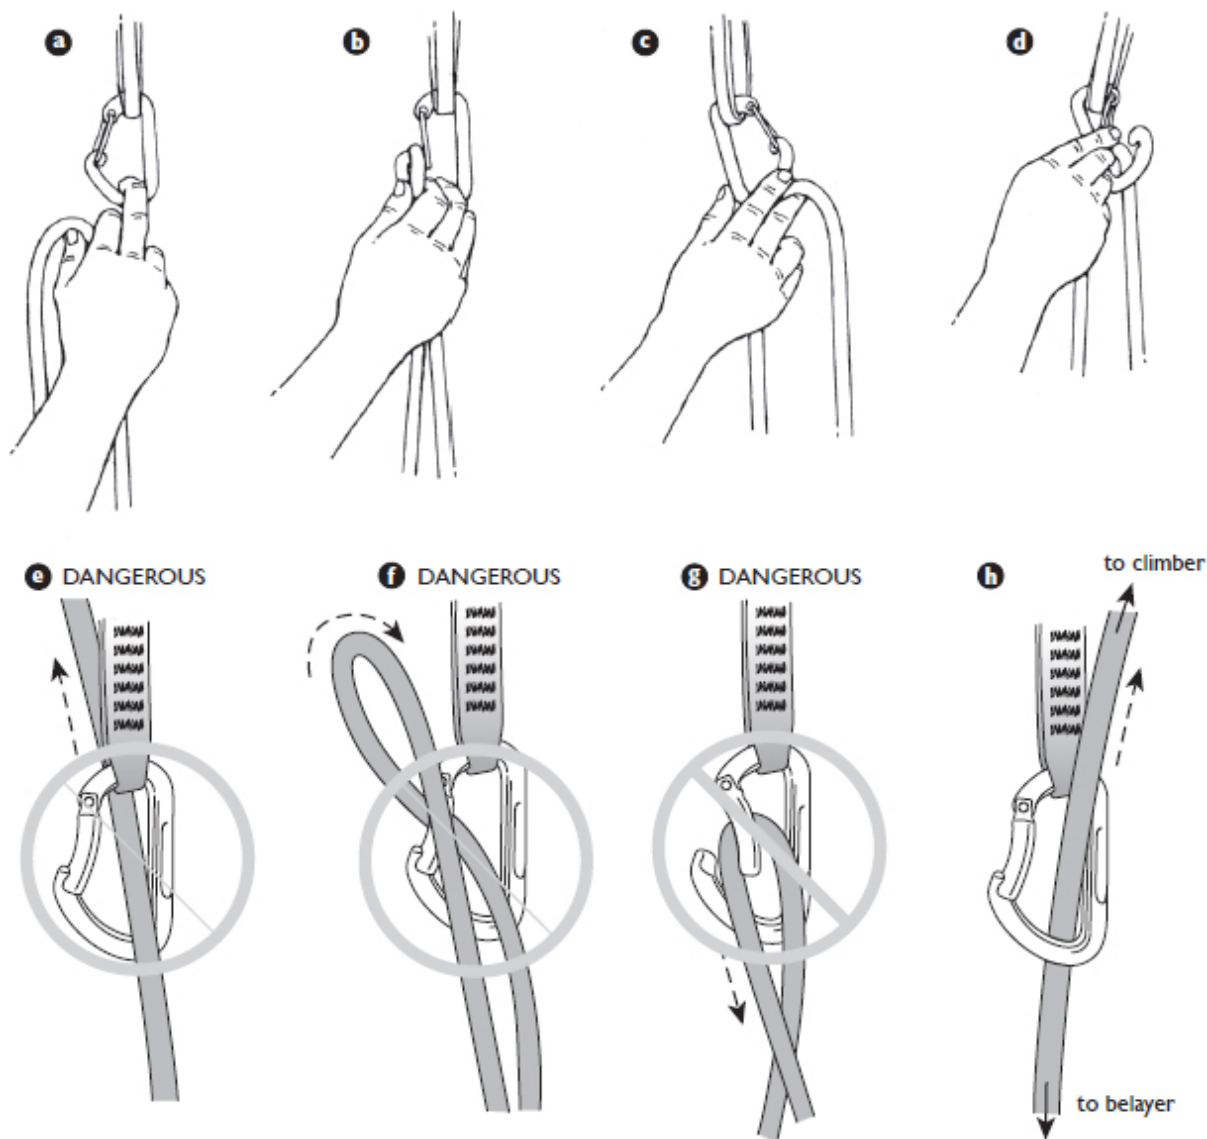 a
b
c
d
e DANGEROUS
f DANGEROUS
g DANGEROUS
h
to climber
to belayer